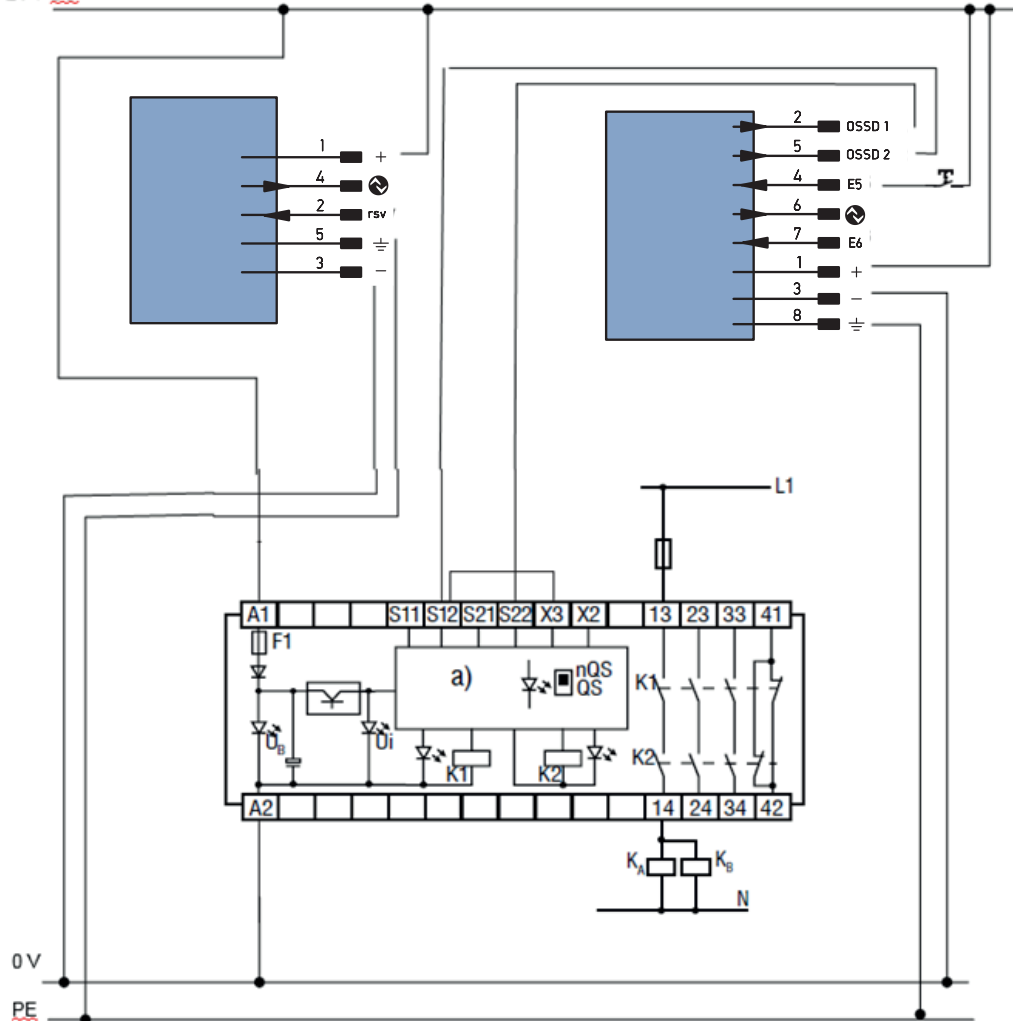 1 +
4
2 rsv
5
3 −
2 OSSD 1
5 OSSD 2
4 E5
6
7 E6
1 +
3 −
8
L1
A1 S11 S12 S21 S22 X3 X2 13 23 33 41
F1
a)
nQS
QS
K1
UB
Ui
K1
K2
K2
A2 14 24 34 42
KA
KB
N
0 V
PE